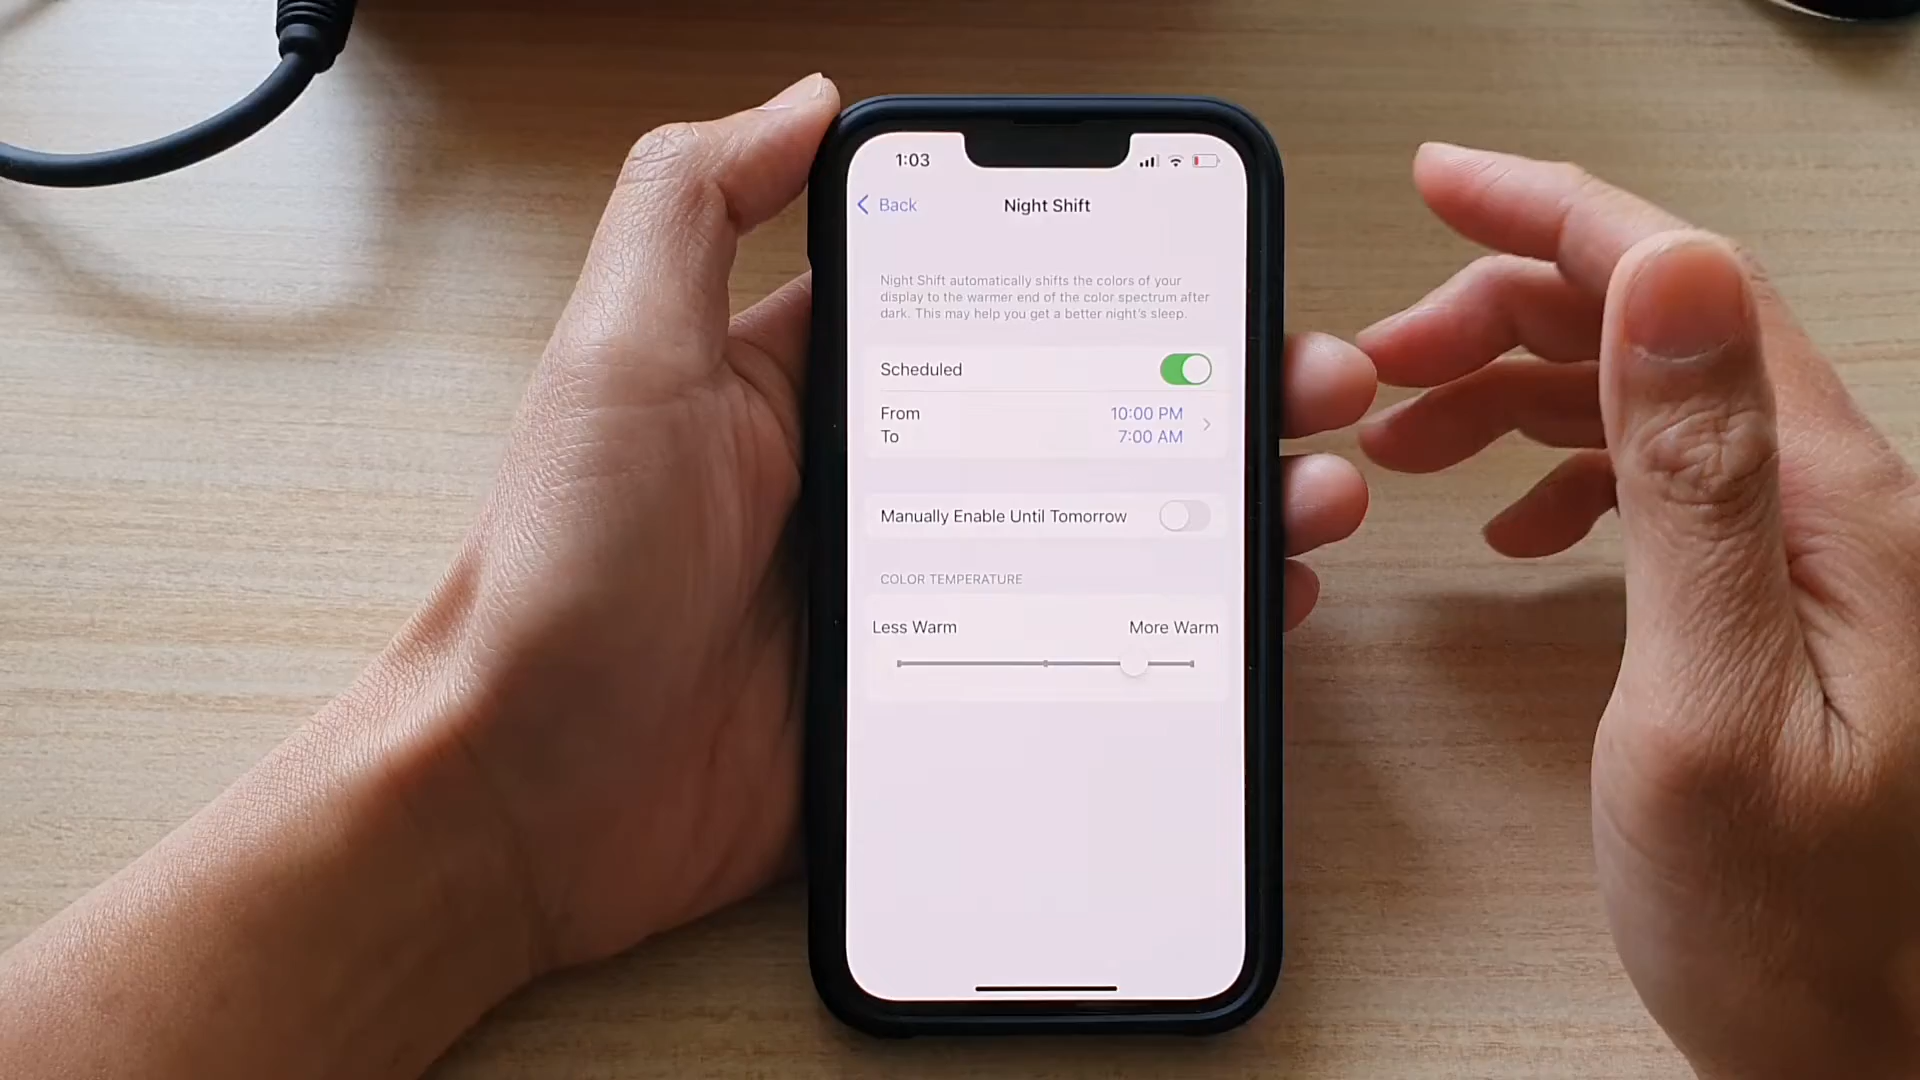 1:03
Back
Night Shift
Night Shift automatically shifts the colors of your
display to the warmer end of the color spectrum after
dark. This may help you get a better night's sleep.
Scheduled
From 10:00 PM
To 7:00 AM
Manually Enable Until Tomorrow
COLOR TEMPERATURE
Less Warm More Warm